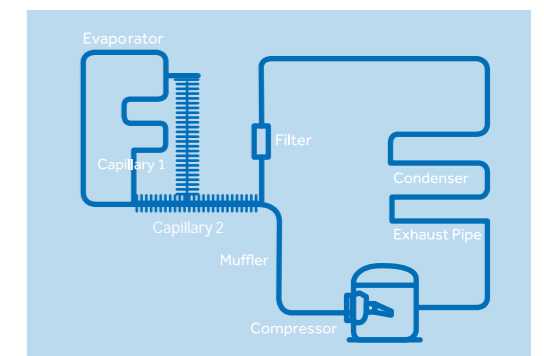 Evaporator
Filter
Capillary 1
Condenser
Capillary 2
Exhaust Pipe
Muffler
Compressor